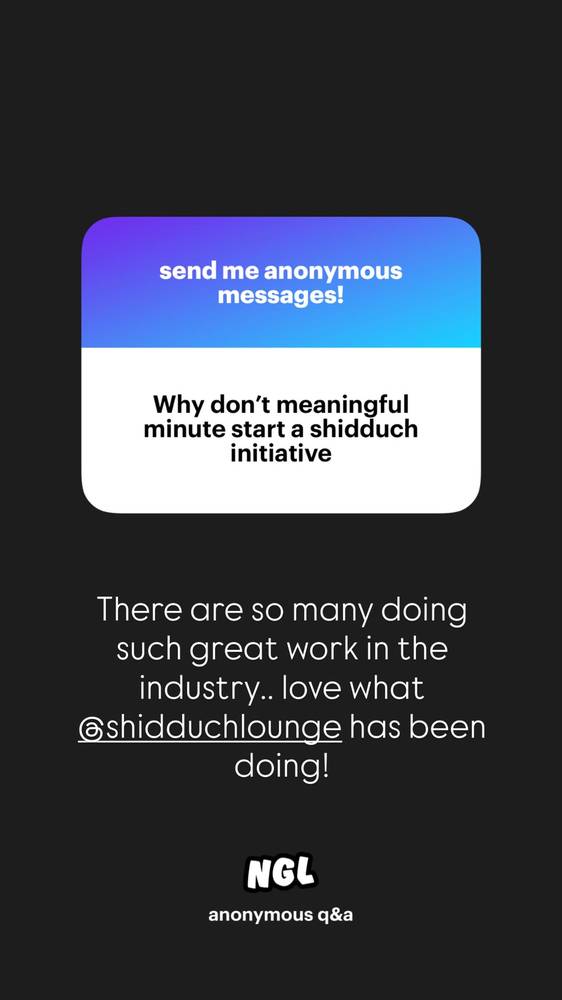 send me anonymous
messages!
Why don’t meaningful
minute start a shidduch
initiative
There are so many doing
such great work in the
industry.. love what
@shidduchlounge has been
doing!
NGL
anonymous q&a